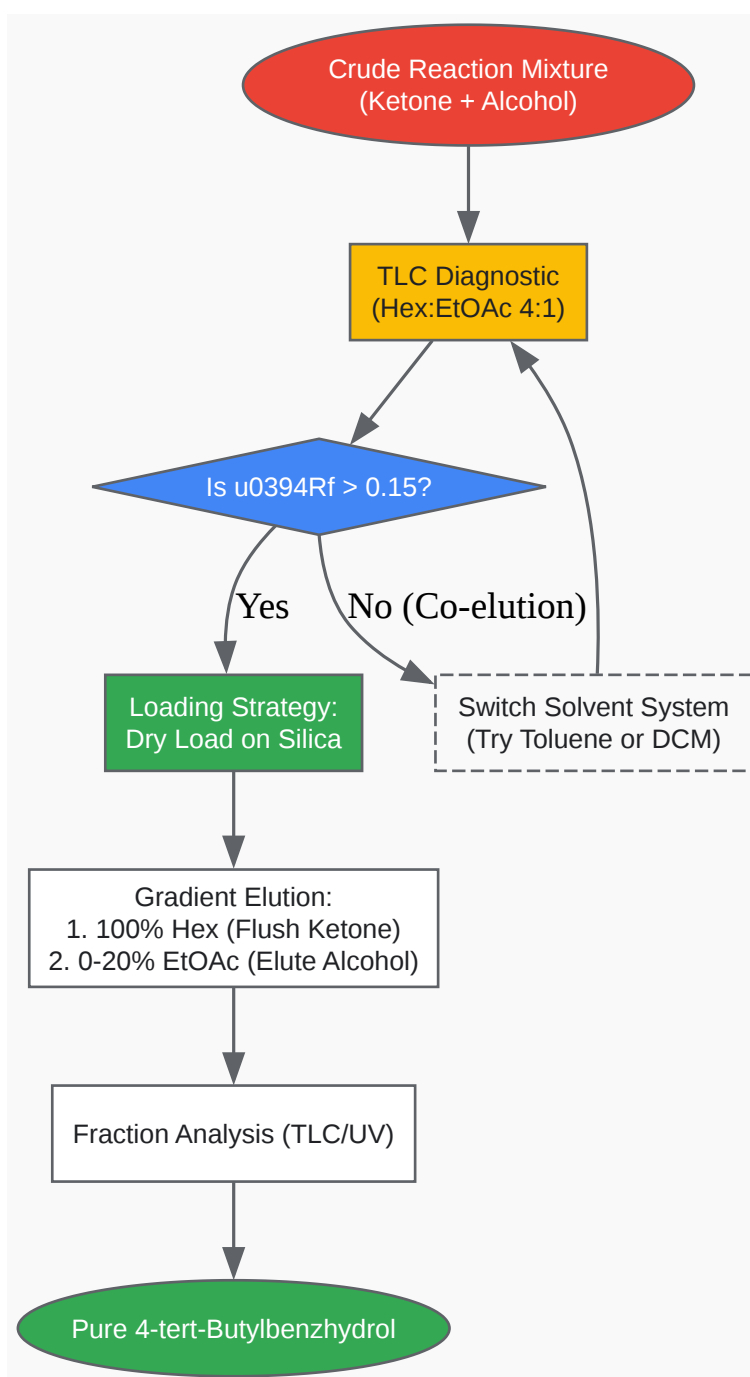 Crude Reaction Mixture
(Ketone + Alcohol)
TLC Diagnostic
(Hex:EtOAc 4:1)
Is u0394Rf > 0.15?
Yes
No (Co-elution)
Loading Strategy:
Dry Load on Silica
Switch Solvent System
(Try Toluene or DCM)
Gradient Elution:
1. 100% Hex (Flush Ketone)
2. 0-20% EtOAc (Elute Alcohol)
Fraction Analysis (TLC/UV)
Pure 4-tert-Butylbenzhydrol